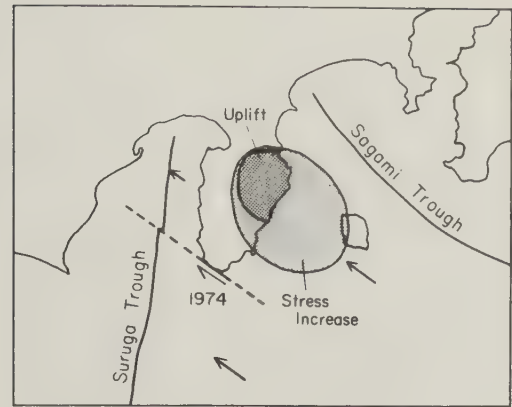 Uplift
Sagami Trough
Suruga Trough
1974
Stress
Increase